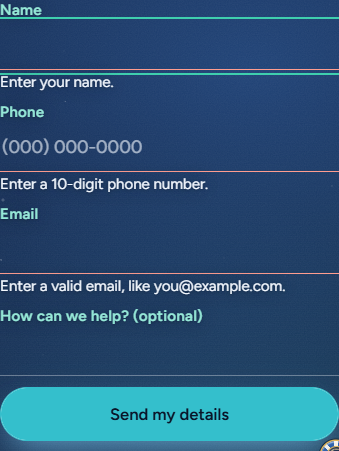 Name
Enter your name.
Phone
(000) 000-0000
Enter a 10-digit phone number.
Email
Enter a valid email, like you@example.com.
How can we help? (optional)
Send my details